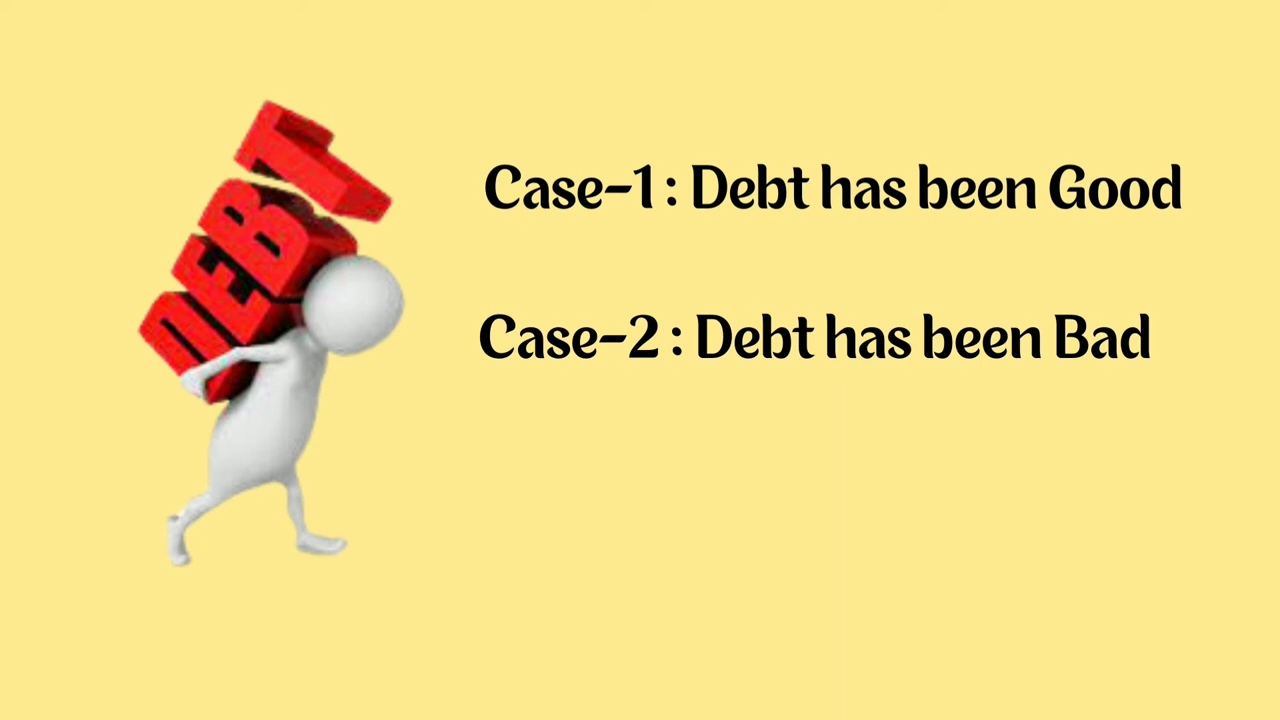 DEBT
Case-1 : Debt has been Good
Case-2 : Debt has been Bad